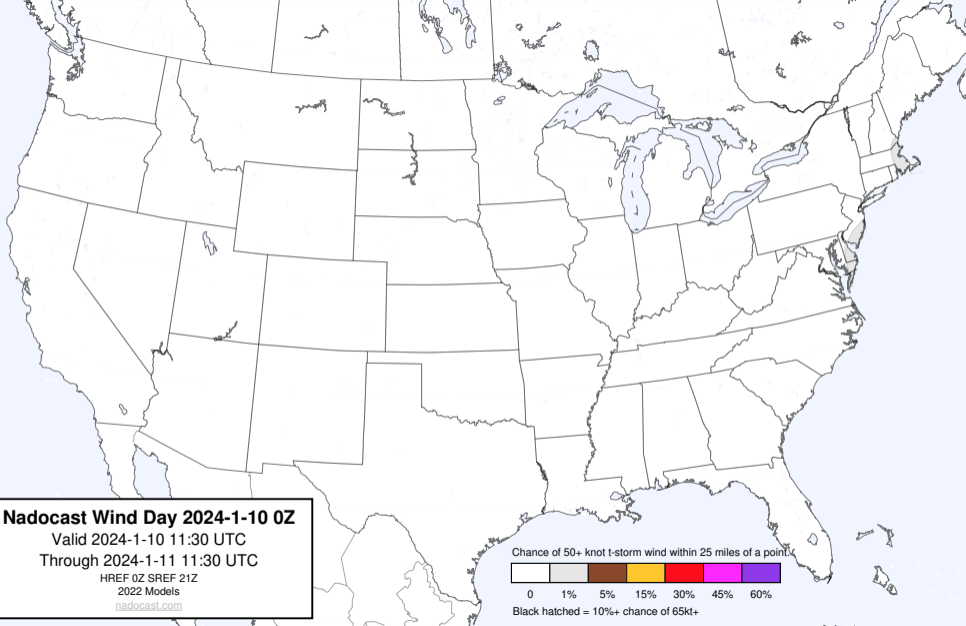 Nadocast Wind Day 2024-1-10 0Z
Valid 2024-1-10 11:30 UTC
Through 2024-1-11 11:30 UTC
HREF 0Z SREF 21Z
2022 Models
nadocast.com
Chance of 50+ knot t-storm wind within 25 miles of a point.
0 1% 5% 15% 30% 45% 60%
Black hatched = 10%+ chance of 65kt+